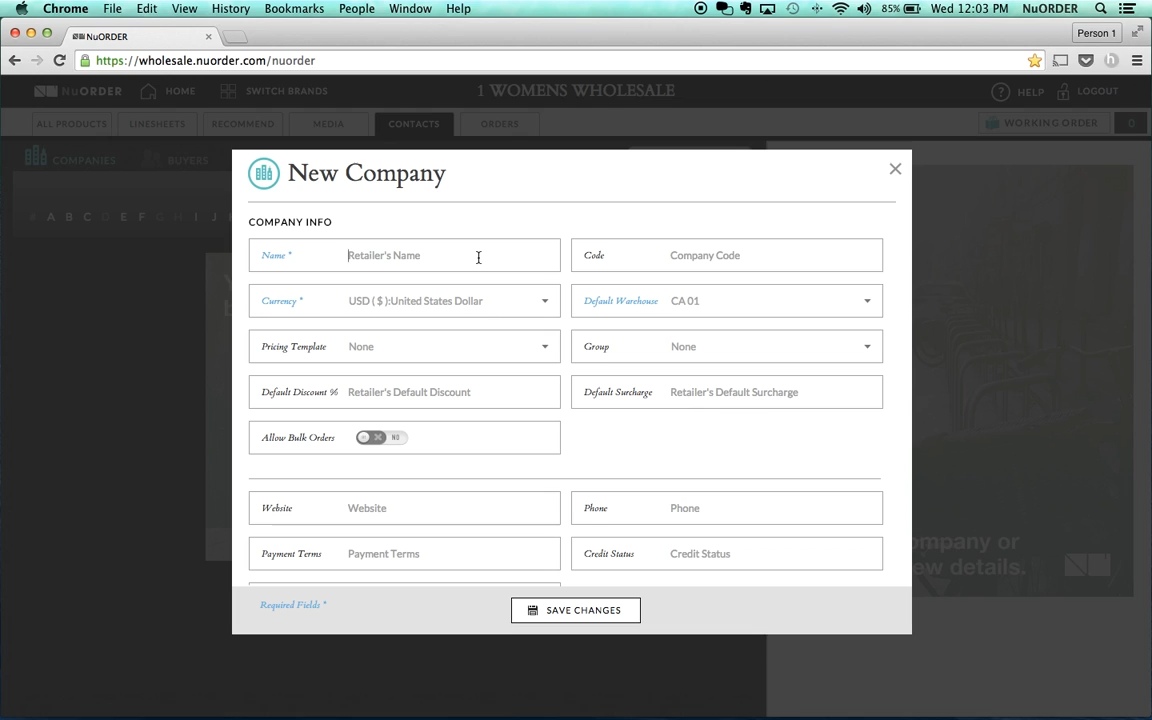 Chrome File Edit View History Bookmarks People Window Help 85% Wed 12:03 PM NuORDER
NuORDER Person 1
https://wholesale.nuorder.com/nuorder
NuORDER HOME SWITCH BRANDS 1 WOMENS WHOLESALE HELP LOGOUT
ALL PRODUCTS LINESHEETS RECOMMEND MEDIA CONTACTS ORDERS WORKING ORDER 0
COMPANIES BUYERS
A B C D E F G H I J
New Company
COMPANY INFO
Name * Retailer's Name Code Company Code
Currency * USD ( $ ):United States Dollar Default Warehouse CA 01
Pricing Template None Group None
Default Discount % Retailer's Default Discount Default Surcharge Retailer's Default Surcharge
Allow Bulk Orders NO
Website Website Phone Phone
ompany or
Payment Terms Payment Terms Credit Status Credit Status
ew details.
Required Fields * SAVE CHANGES